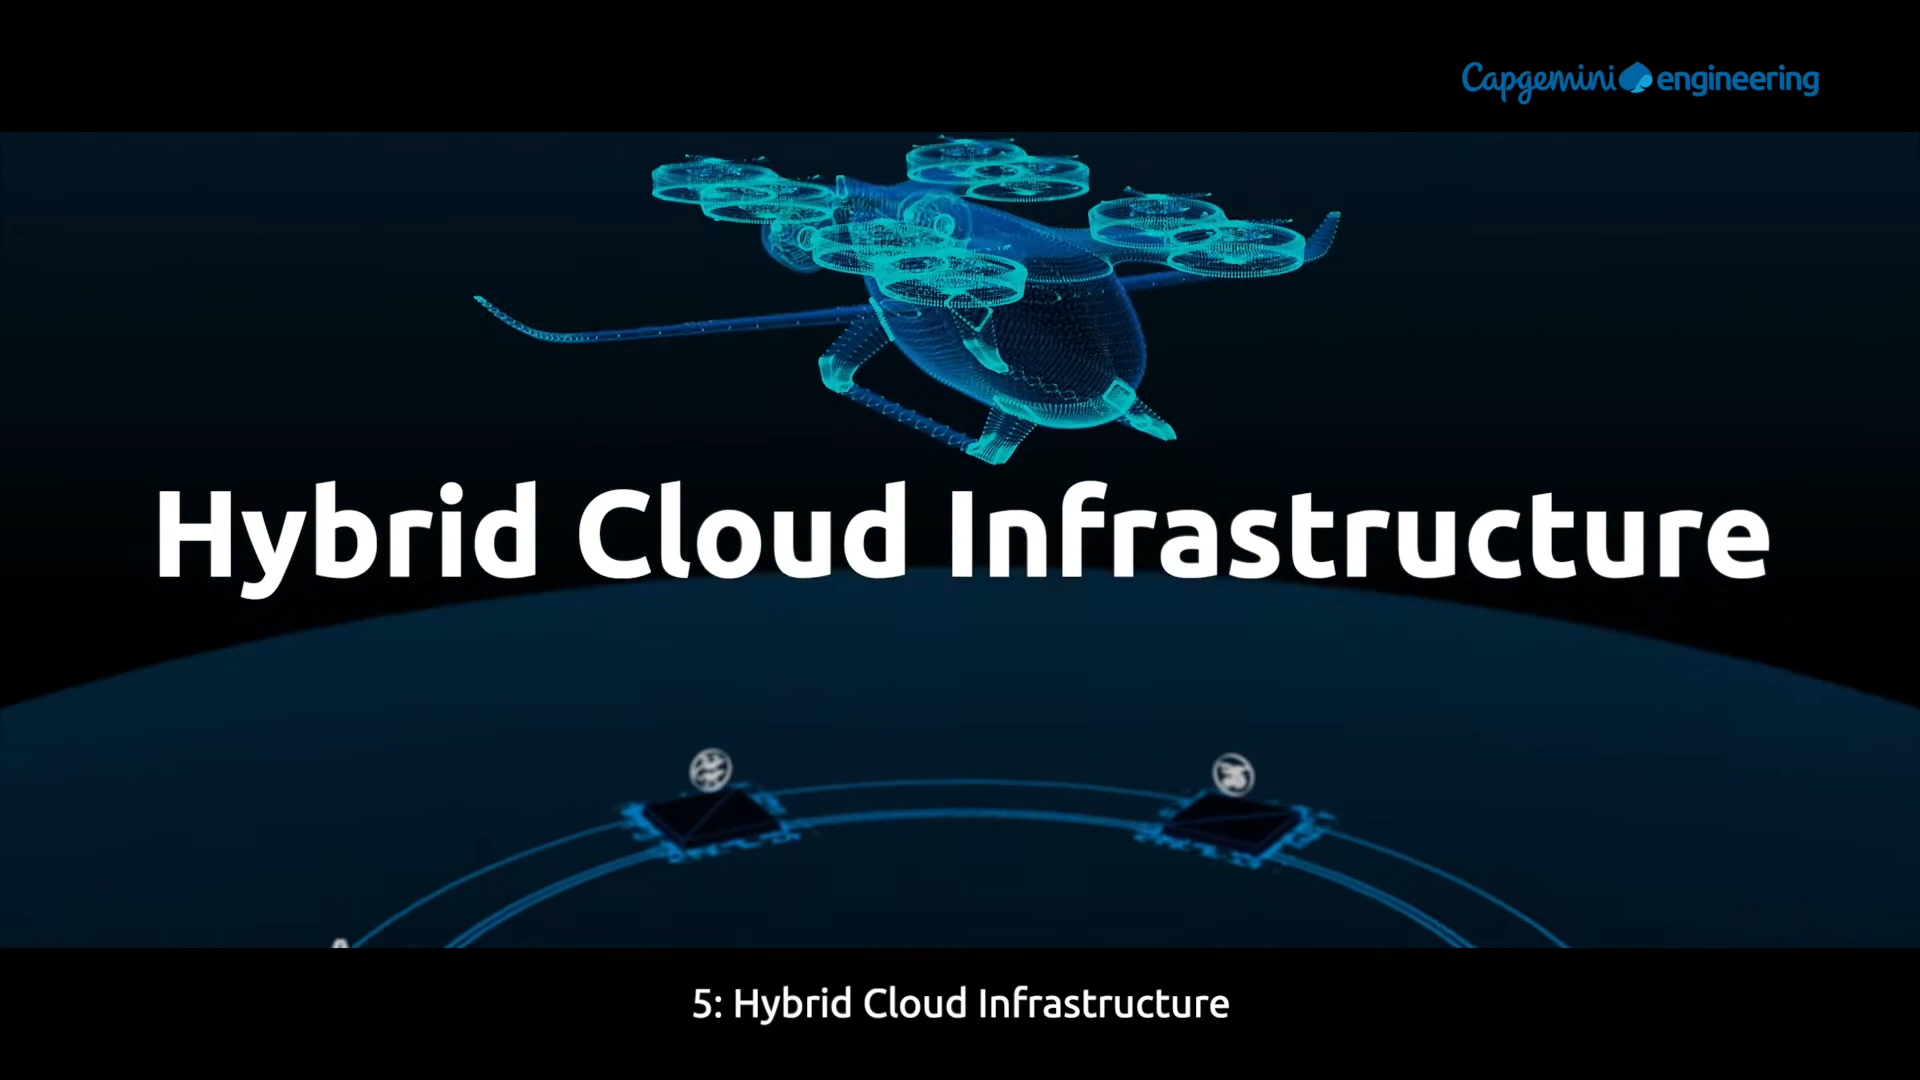 Capgemini engineering
Hybrid Cloud Infrastructure
5: Hybrid Cloud Infrastructure